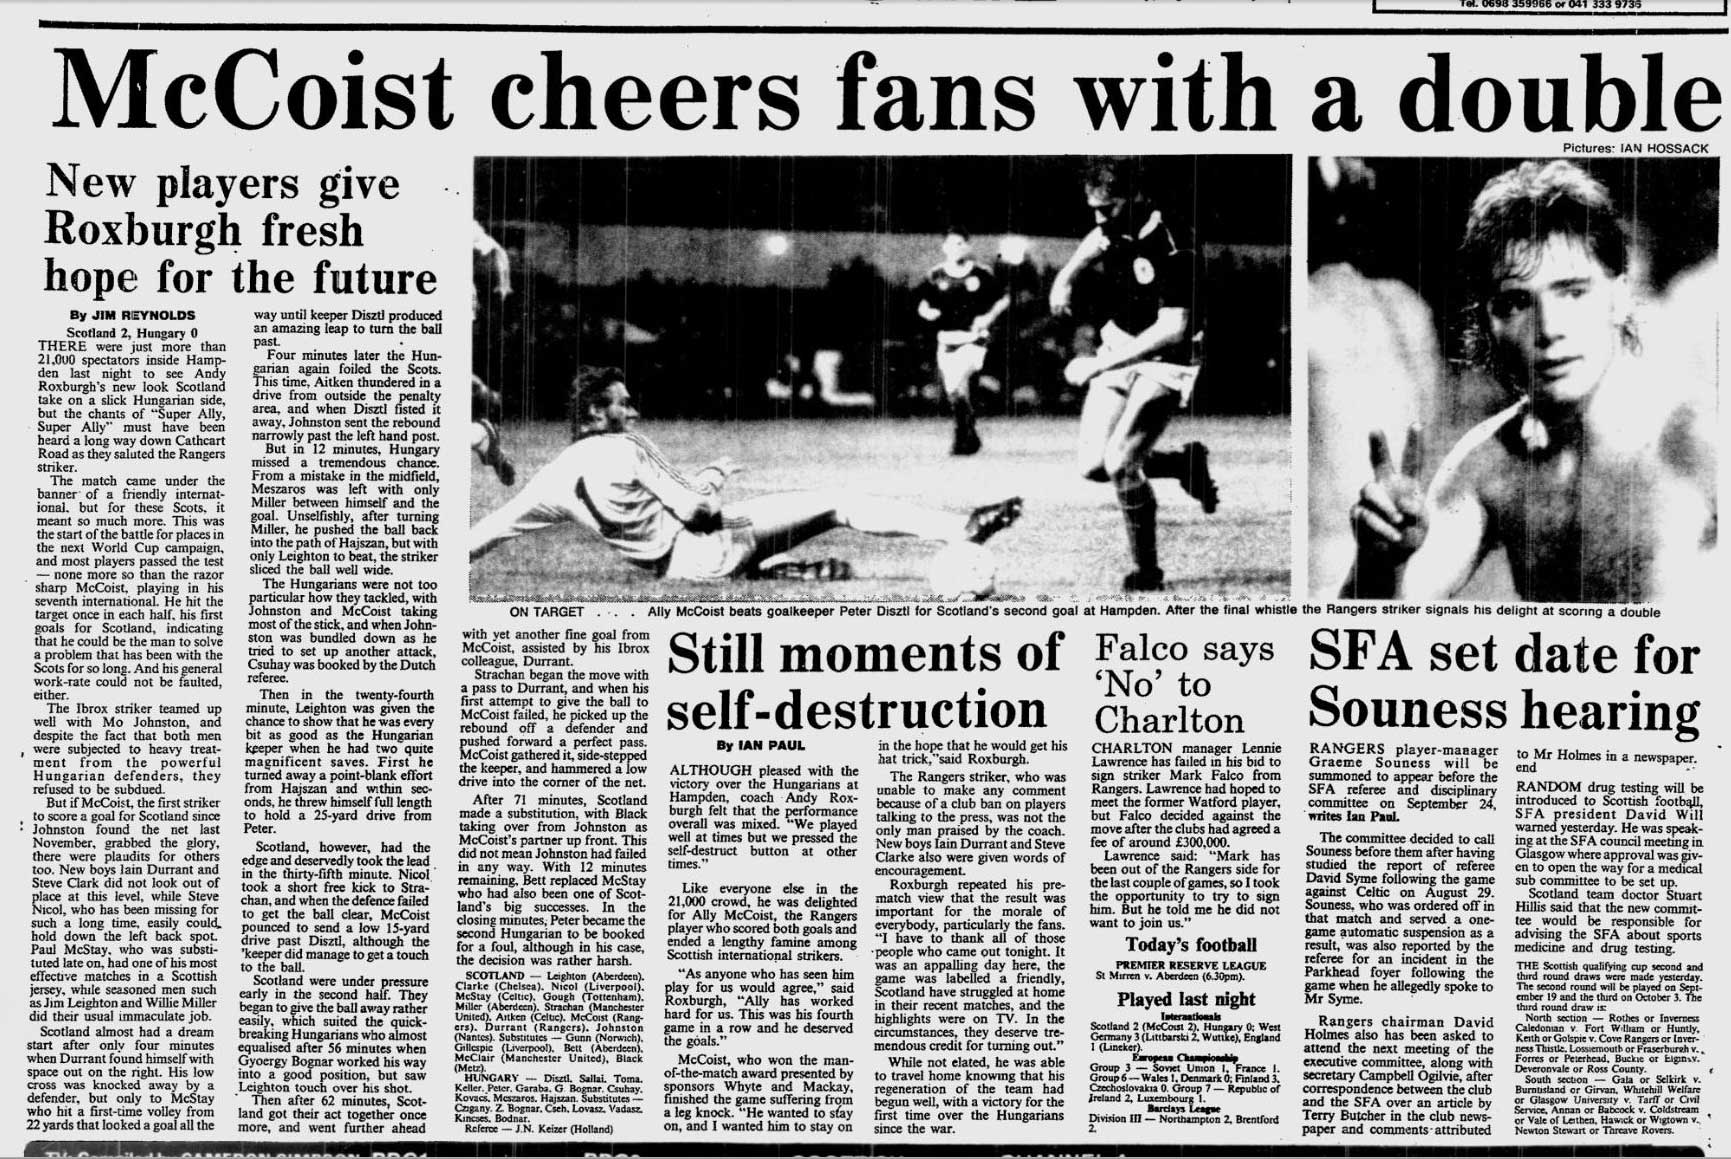 Tel. 0698 359966 or 041 333 9736
McCoist cheers fans with a double
Pictures: IAN HOSSACK
New players give
Roxburgh fresh
hope for the future
By JIM REYNOLDS
Scotland 2, Hungary 0
THERE were just more than
21,000 spectators inside Hamp-
den last night to see Andy
Roxburgh's new look Scotland
take on a slick Hungarian side,
but the chants of "Super Ally,
Super Ally" must have been
heard a long way down Cathcart
Road as they saluted the Rangers
striker.
The match came under the
banner of a friendly internat-
ional, but for these Scots, it
meant so much more. This was
the start of the battle for places in
the next World Cup campaign,
and most players passed the test
— none more so than the razor
sharp McCoist, playing in his
seventh international. He hit the
target once in each half, his first
goals for Scotland, indicating
that he could be the man to solve
a problem that has been with the
Scots for so long. And his general
work-rate could not be faulted,
either.
The Ibrox striker teamed up
well with Mo Johnston, and
despite the fact that both men
were subjected to heavy treat-
ment from the powerful
Hungarian defenders, they
refused to be subdued.
But if McCoist, the first striker
to score a goal for Scotland since
Johnston found the net last
November, grabbed the glory,
there were plaudits for others
too. New boys Iain Durrant and
Steve Clark did not look out of
place at this level, while Steve
Nicol, who has been missing for
such a long time, easily could
hold down the left back spot.
Paul McStay, who was substi-
tuted late on, had one of his most
effective matches in a Scottish
jersey, while seasoned men such
as Jim Leighton and Willie Miller
did their usual immaculate job.
Scotland almost had a dream
start after only four minutes
when Durrant found himself with
space out on the right. His low
cross was knocked away by a
defender, but only to McStay
who hit a first-time volley from
22 yards that looked a goal all the
way until keeper Disztl produced
an amazing leap to turn the ball
past.
Four minutes later the Hun-
garian again foiled the Scots.
This time, Aitken thundered in a
drive from outside the penalty
area, and when Disztl fisted it
away, Johnston sent the rebound
narrowly past the left hand post.
But in 12 minutes, Hungary
missed a tremendous chance.
From a mistake in the midfield,
Meszaros was left with only
Miller between himself and the
goal. Unselfishly, after turning
Miller, he pushed the ball back
into the path of Hajszan, but with
only Leighton to beat, the striker
sliced the ball well wide.
The Hungarians were not too
particular how they tackled, with
Johnston and McCoist taking
most of the stick, and when John-
ston was bundled down as he
tried to set up another attack,
Csuhay was booked by the Dutch
referee.
Then in the twenty-fourth
minute, Leighton was given the
chance to show that he was every
bit as good as the Hungarian
keeper when he had two quite
magnificent saves. First he
turned away a point-blank effort
from Hajszan and within sec-
onds, he threw himself full length
to hold a 25-yard drive from
Peter.
Scotland, however, had the
edge and deservedly took the lead
in the thirty-fifth minute. Nicol
took a short free kick to Stra-
chan, and when the defence failed
to get the ball clear, McCoist
pounced to send a low 15-yard
drive past Disztl, although the
keeper did manage to get a touch
to the ball.
Scotland were under pressure
early in the second half. They
began to give the ball away rather
easily, which suited the quick-
breaking Hungarians who almost
equalised after 56 minutes when
Gyoergy Bognar worked his way
into a good position, but saw
Leighton touch over his shot.
Then after 62 minutes, Scot-
land got their act together once
more, and went further ahead
ON TARGET . . . . Ally McCoist beats goalkeeper Peter Disztl for Scotland's second goal at Hampden. After the final whistle the Rangers striker signals his delight at scoring a double
with yet another fine goal from
McCoist, assisted by his Ibrox
colleague, Durrant.
Strachan began the move with
a pass to Durrant, and when his
first attempt to give the ball to
McCoist failed, he picked up the
rebound off a defender and
pushed forward a perfect pass.
McCoist gathered it, side-stepped
the keeper, and hammered a low
drive into the corner of the net.
After 71 minutes, Scotland
made a substitution, with Black
taking over from Johnston as
McCoist's partner up front. This
did not mean Johnston had failed
in any way. With 12 minutes
remaining, Bett replaced McStay
who had also been one of Scot-
land's big successes. In the
closing minutes, Peter became the
second Hungarian to be booked
for a foul, although in his case,
the decision was rather harsh.
SCOTLAND — Leighton (Aberdeen),
Clarke (Chelsea), Nicol (Liverpool),
McStay (Celtic), Gough (Tottenham),
Miller (Aberdeen), Strachan (Manchester
United), Aitken (Celtic), McCoist (Rang-
ers), Durrant (Rangers), Johnston
(Nantes). Substitutes — Gunn (Norwich),
Gillespie (Liverpool), Bett (Aberdeen),
McClair (Manchester United), Black
(Metz).
HUNGARY — Disztl, Sallai, Toma,
Keller, Peter, Garaba, G. Bognar, Csuhay,
Kovacs, Meszaros, Hajszan. Substitutes —
Czigany, Z. Bognar, Cseh, Lovasz, Vadasz,
Kincses, Bodnar.
Referee — J.N. Keizer (Holland)
Still moments of
self-destruction
By IAN PAUL
ALTHOUGH pleased with the
victory over the Hungarians at
Hampden, coach Andy Rox-
burgh felt that the performance
overall was mixed. "We played
well at times but we pressed the
self-destruct button at other
times."
Like everyone else in the
21,000 crowd, he was delighted
for Ally McCoist, the Rangers
player who scored both goals and
ended a lengthy famine among
Scottish international strikers.
"As anyone who has seen him
play for us would agree," said
Roxburgh, "Ally has worked
hard for us. This was his fourth
game in a row and he deserved
the goals."
McCoist, who won the man-
of-the-match award presented by
sponsors Whyte and Mackay,
finished the game suffering from
a leg knock. "He wanted to stay
on, and I wanted him to stay on
in the hope that he would get his
hat trick,"said Roxburgh.
The Rangers striker, who was
unable to make any comment
because of a club ban on players
talking to the press, was not the
only man praised by the coach.
New boys Iain Durrant and Steve
Clarke also were given words of
encouragement.
Roxburgh repeated his pre-
match view that the result was
important for the morale of
everybody, particularly the fans.
"I have to thank all of those
people who came out tonight. It
was an appalling day here, the
game was labelled a friendly,
Scotland have struggled at home
in their recent matches, and the
highlights were on TV. In the
circumstances, they deserve tre-
mendous credit for turning out."
While not elated, he was able
to travel home knowing that his
regeneration of the team had
begun well, with a victory for the
first time over the Hungarians
since the war.
Falco says
'No' to
Charlton
CHARLTON manager Lennie
Lawrence has failed in his bid to
sign striker Mark Falco from
Rangers. Lawrence had hoped to
meet the former Watford player,
but Falco decided against the
move after the clubs had agreed a
fee of around £300,000.
Lawrence said: "Mark has
been out of the Rangers side for
the last couple of games, so I took
the opportunity to try to sign
him. But he told me he did not
want to join us."
Today's football
PREMIER RESERVE LEAGUE
St Mirren v. Aberdeen (6.30pm).
Played last night
Internationals
Scotland 2 (McCoist 2), Hungary 0; West
Germany 3 (Littbarski 2, Wuttke), England
1 (Lineker).
European Championship
Group 3 — Soviet Union 1, France 1.
Group 6 — Wales 1, Denmark 0; Finland 3,
Czechoslovakia 0. Group 7 — Republic of
Ireland 2, Luxembourg 1.
Barclays League
Division III — Northampton 2, Brentford
2.
SFA set date for
Souness hearing
RANGERS player-manager
Graeme Souness will be
summoned to appear before the
SFA referee and disciplinary
committee on September 24,
writes Ian Paul.
The committee decided to call
Souness before them after having
studied the report of referee
David Syme following the game
against Celtic on August 29.
Souness, who was ordered off in
that match and served a one-
game automatic suspension as a
result, was also reported by the
referee for an incident in the
Parkhead foyer following the
game when he allegedly spoke to
Mr Syme.
Rangers chairman David
Holmes also has been asked to
attend the next meeting of the
executive committee, along with
secretary Campbell Ogilvie, after
correspondence between the club
and the SFA over an article by
Terry Butcher in the club news-
paper and comments attributed
to Mr Holmes in a newspaper.
end
RANDOM drug testing will be
introduced to Scottish football,
SFA president David Will
warned yesterday. He was speak-
ing at the SFA council meeting in
Glasgow where approval was giv-
en to open the way for a medical
sub committee to be set up.
Scotland team doctor Stuart
Hillis said that the new commit-
tee would be responsible for
advising the SFA about sports
medicine and drug testing.
THE Scottish qualifying cup second and
third round draws were made yesterday.
The second round will be played on Sept-
ember 19 and the third on October 3. The
third round draw is:
North section — Rothes or Inverness
Caledonian v. Fort William or Huntly,
Keith or Golspie v. Cove Rangers or Inver-
ness Thistle, Lossiemouth or Fraserburgh v.
Forres or Peterhead, Buckie or Elgin v.
Deveronvale or Ross County.
South section — Gala or Selkirk v.
Burntisland or Girvan, Whitehill Welfare
or Glasgow University v. Tarff or Civil
Service, Annan or Babcock v. Coldstream
or Vale of Leithen, Hawick or Wigtown v.
Newton Stewart or Threave Rovers.